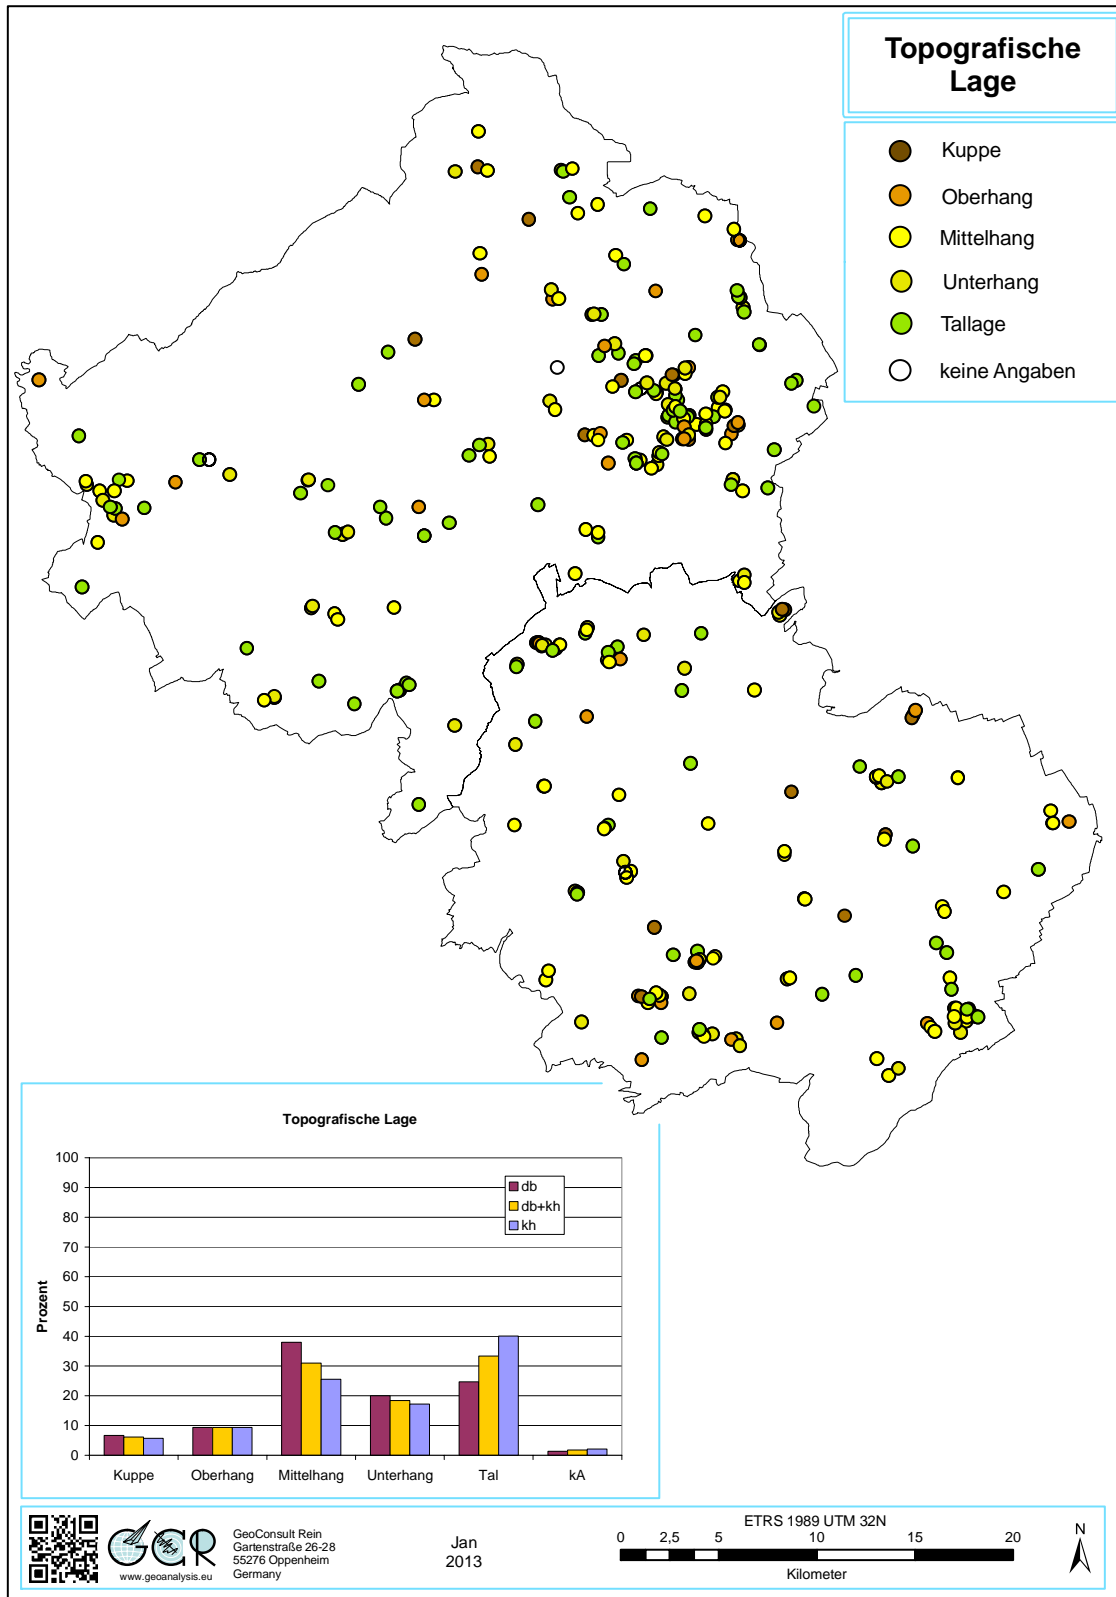 Topografische
Lage
Kuppe
Oberhang
Mittelhang
Unterhang
Tallage
keine Angaben
Topografische Lage
100
90
80
70
60
50
40
30
20
10
0
Prozent
db
db+kh
kh
Kuppe Oberhang Mittelhang Unterhang Tal kA
www.geoanalysis.eu
GeoConsult Rein
Gartenstraße 26-28
55276 Oppenheim
Germany
Jan
2013
ETRS 1989 UTM 32N
0 2,5 5 10 15 20
Kilometer
N